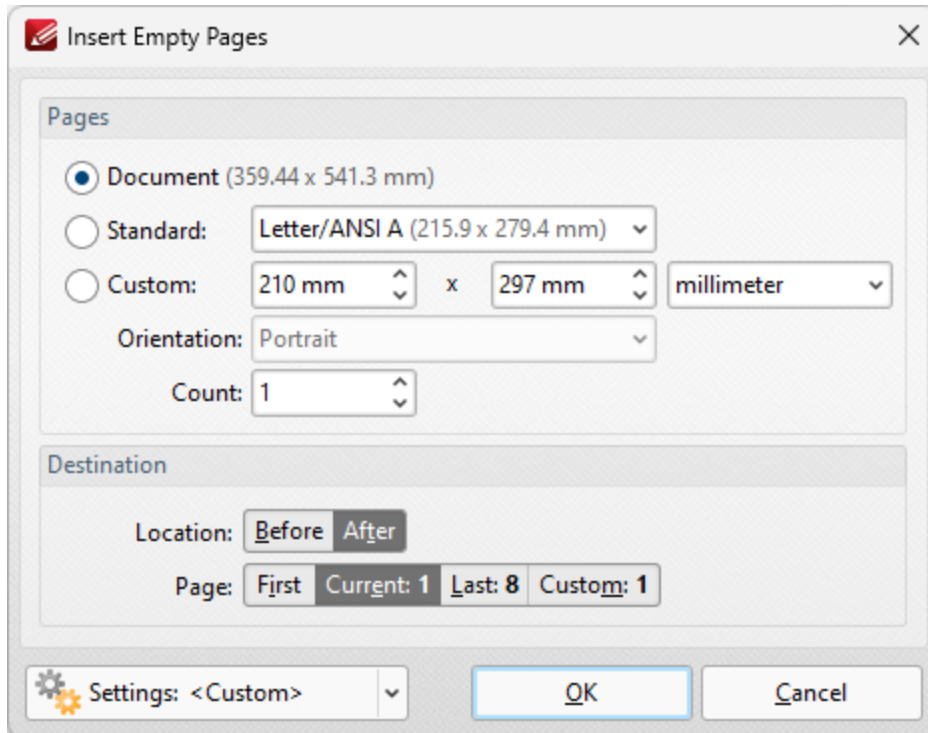 Insert Empty Pages
Pages
Document (359.44 x 541.3 mm)
Standard: Letter/ANSI A (215.9 x 279.4 mm)
Custom: 210 mm x 297 mm millimeter
Orientation: Portrait
Count: 1
Destination
Location: Before After
Page: First Current: 1 Last: 8 Custom: 1
Settings: <Custom> OK Cancel